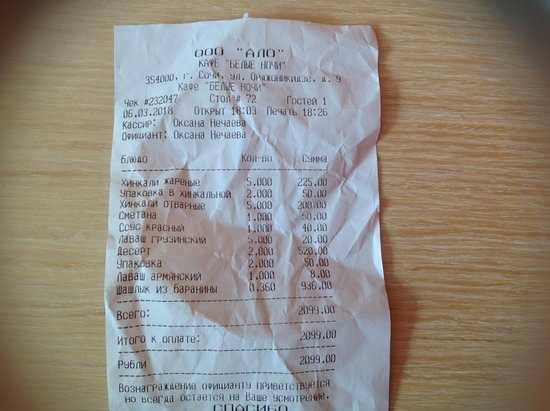 ООО "АЛО"
КАФЕ "БЕЛЫЕ НОЧИ"
354000, г. СОЧИ, ул. Орджоникидзе, д. 9
КАФЕ "БЕЛЫЕ НОЧИ"
Чек #232047 Стол # 72 Гостей 1
06.03.2018 Открыт 18:03 Печать 18:26
Кассир: Оксана Нечаева
Официант: Оксана Нечаева
Блюдо Кол-во Сумма
Хинкали жареные 5.000 225.00
Упаковка в хинкальной 2.000 50.00
Хинкали отварные 5.000 200.00
Сметана 1.000 50.00
Соус красный 1.000 40.00
Лаваш грузинский 5.000 20.00
Десерт 2.000 520.00
Упаковка 2.000 50.00
Лаваш армянский 1.000 8.00
Шашлык из баранины 0.360 936.00
Всего: 2099.00
Итого к оплате: 2099.00
Рубли 2099.00
Вознаграждение официанту приветствуется
но всегда остается на Ваше усмотрение.
СПАСИБО